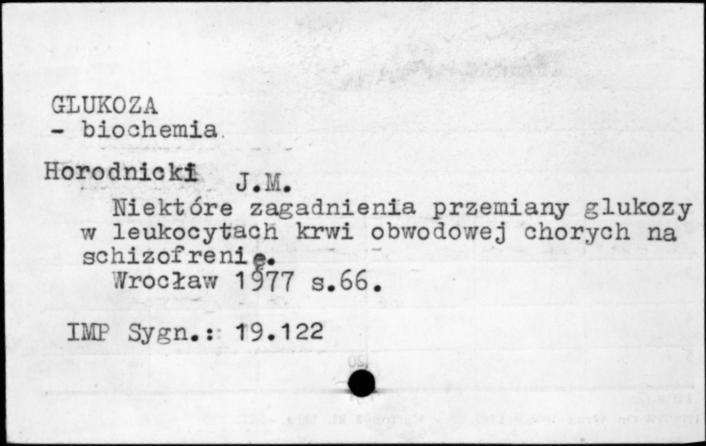 GLUKOZA
- biochemia
Horodnicka J.M.
Niektóre zagadnienia przemiany glukozy
w leukocytach krwi obwodowej chorych na
schizofrenię.
Wrocław 1977 s.66.
IMP Sygn.: 19.122